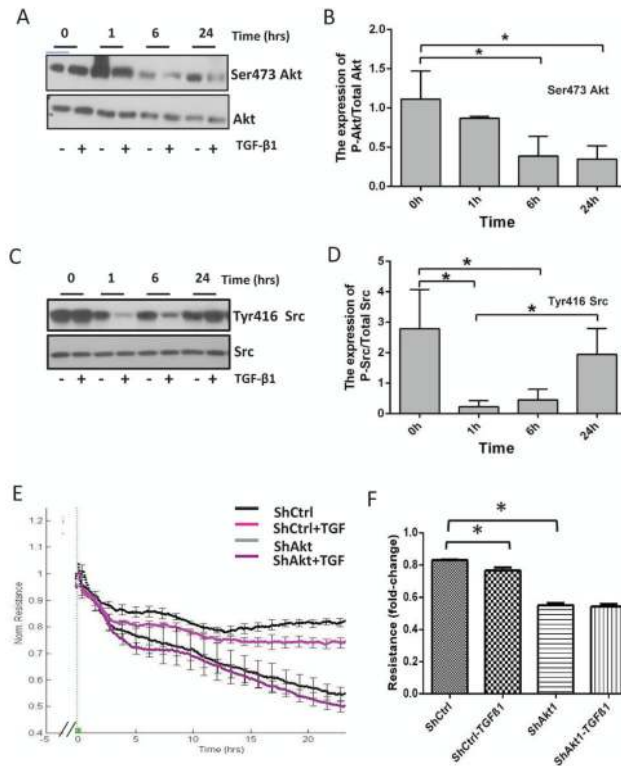 A
0 1 6 24 Time (hrs)
Ser473 Akt
Akt
- + - + - + - +
TGF-β1
B
The expression of
P-Akt/Total Akt
2.0
1.5
1.0
0.5
0.0
Ser473 Akt
* *
0h 1h 6h 24h
Time
C
0 1 6 24 Time (hrs)
Tyr416 Src
Src
- + - + - + - +
TGF-β1
D
The expression of
P-Src/Total Src
5
4
3
2
1
0
Tyr416 Src
* * *
0h 1h 6h 24h
Time
E
Norm. Resistance
1.2
1.1
1
0.9
0.8
0.7
0.6
0.5
0.4
ShCtrl
ShCtrl+TGF
ShAkt
ShAkt+TGF
-5 0 5 10 15 20
Time (hrs)
F
Resistance (fold-change)
1.0
0.8
0.6
0.4
0.2
0.0
* *
ShCtrl
ShCtrl-TGFß1
ShAkt1
ShAkt1-TGFß1